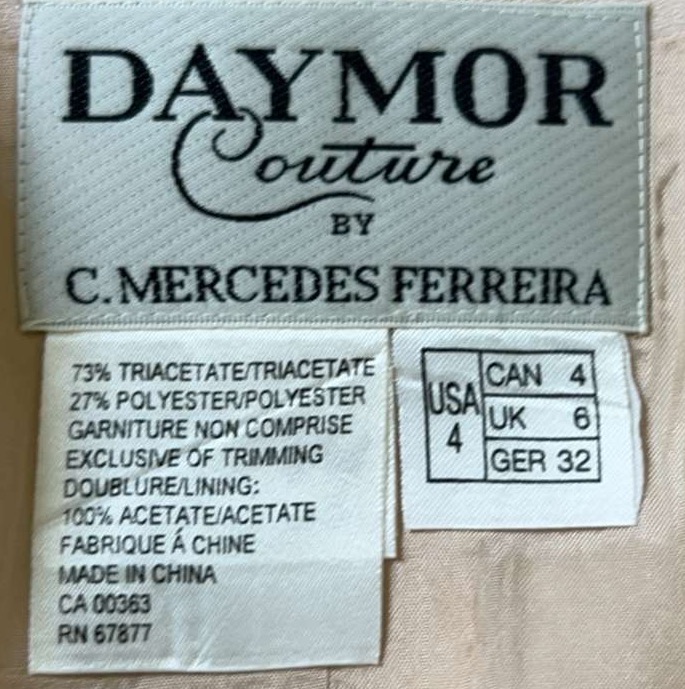 DAYMOR
Couture
BY
C. MERCEDES FERREIRA
73% TRIACETATE/TRIACETATE
27% POLYESTER/POLYESTER
GARNITURE NON COMPRISE
EXCLUSIVE OF TRIMMING
DOUBLURE/LINING:
100% ACETATE/ACETATE
FABRIQUE Á CHINE
MADE IN CHINA
CA 00363
RN 67877
USA
4
CAN 4
UK 6
GER 32